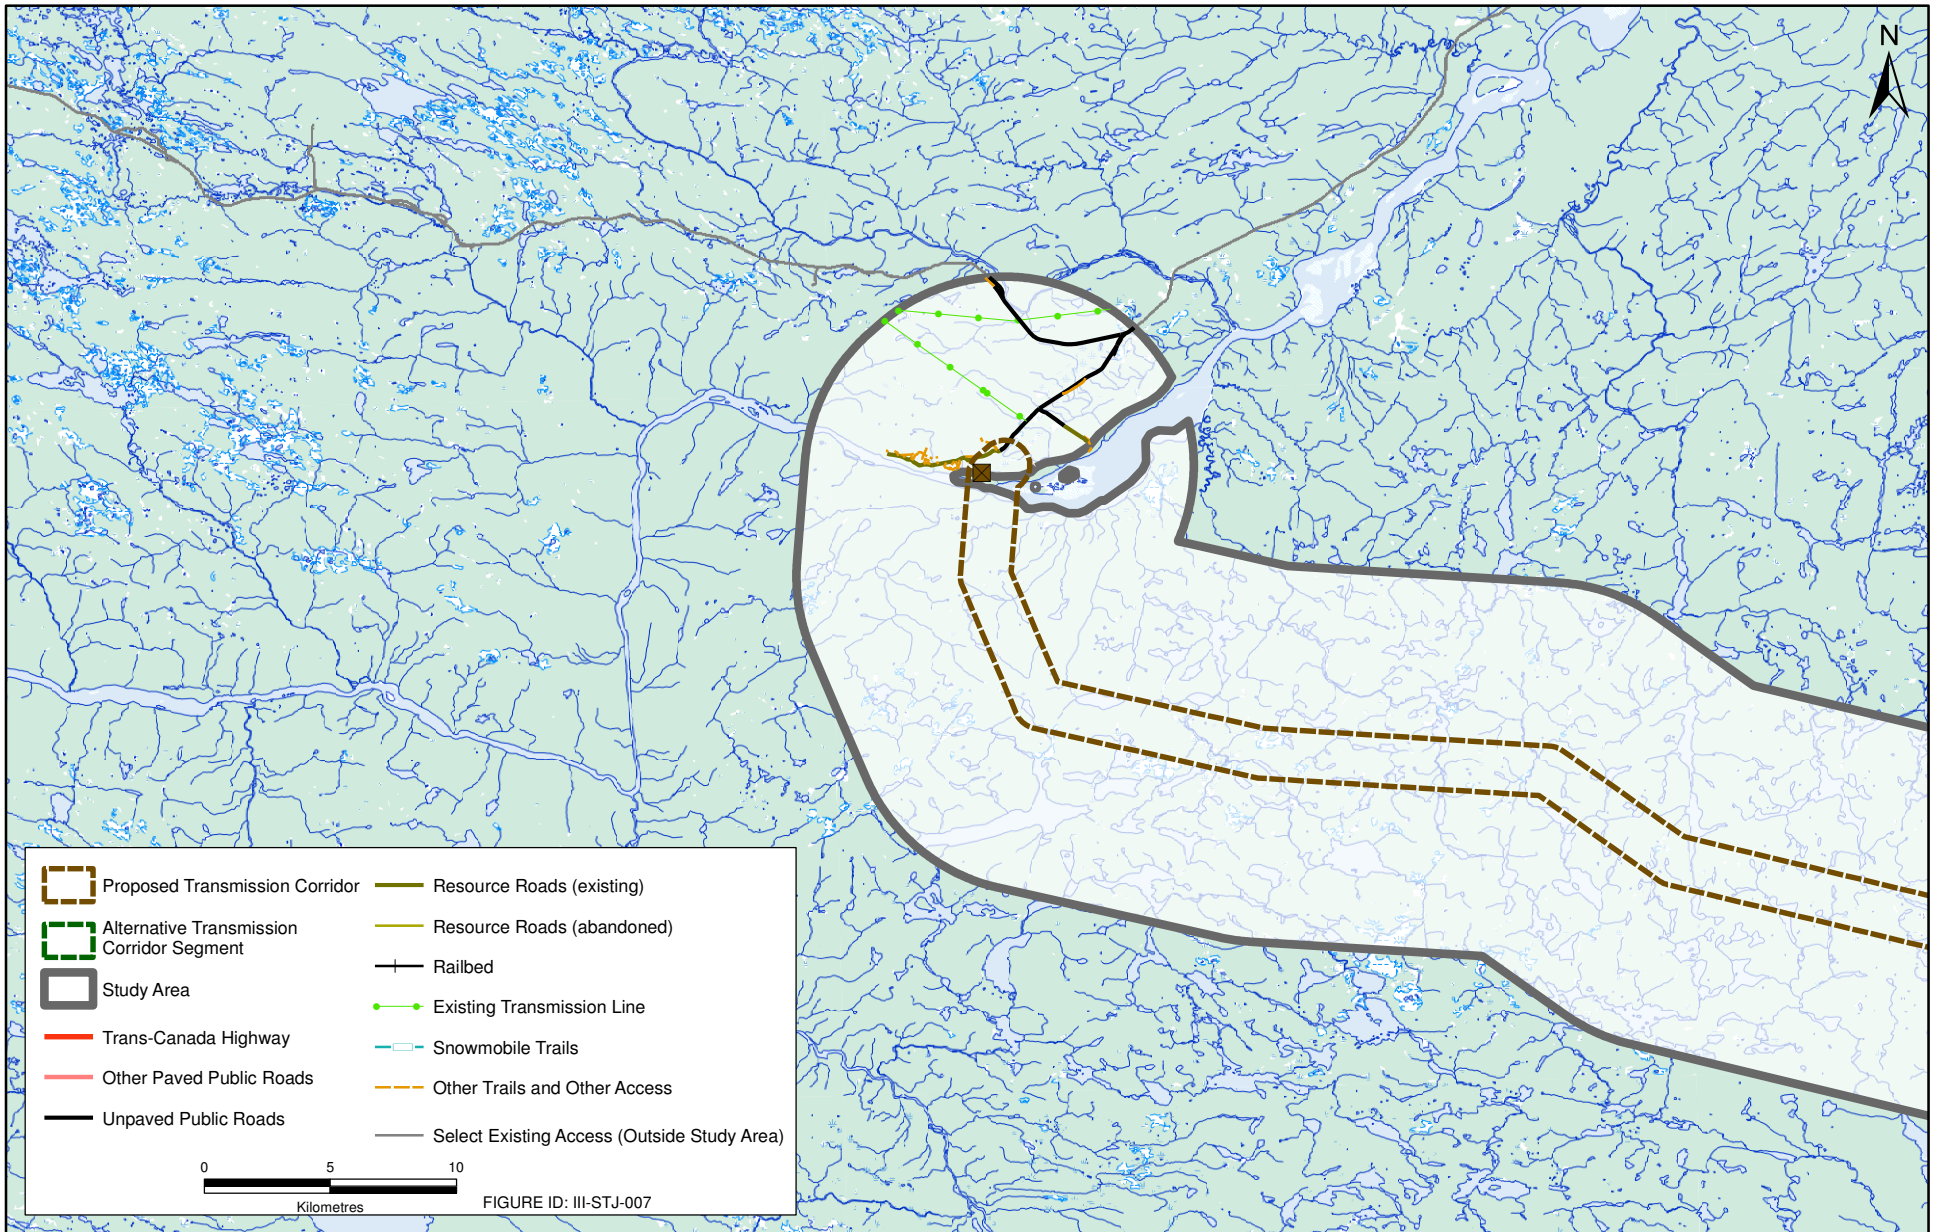 N
Proposed Transmission Corridor
Alternative Transmission
Corridor Segment
Study Area
Trans-Canada Highway
Other Paved Public Roads
Unpaved Public Roads
Resource Roads (existing)
Resource Roads (abandoned)
Railbed
Existing Transmission Line
Snowmobile Trails
Other Trails and Other Access
Select Existing Access (Outside Study Area)
0 5 10
Kilometres
FIGURE ID: III-STJ-007